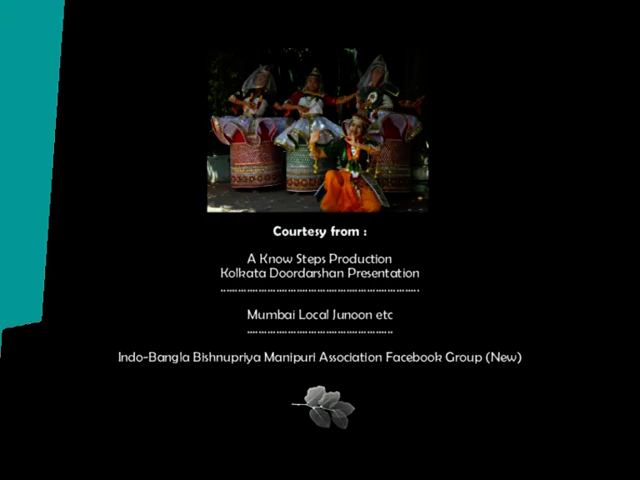 Courtesy from :
A Know Steps Production
Kolkata Doordarshan Presentation
Mumbai Local Junoon etc
Indo-Bangla Bishnupriya Manipuri Association Facebook Group (New)